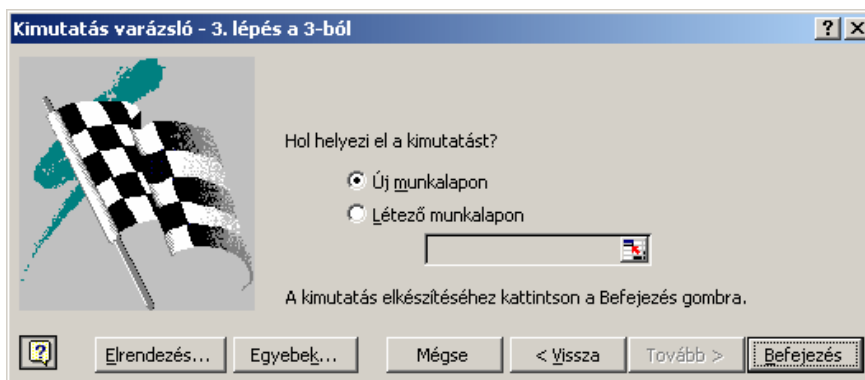 Kimutatás varázsló - 3. lépés a 3-ból
Hol helyezi el a kimutatást?
Új munkalapon
Létező munkalapon
A kimutatás elkészítéséhez kattintson a Befejezés gombra.
Elrendezés... Egyebek... Mégse < Vissza Tovább > Befejezés